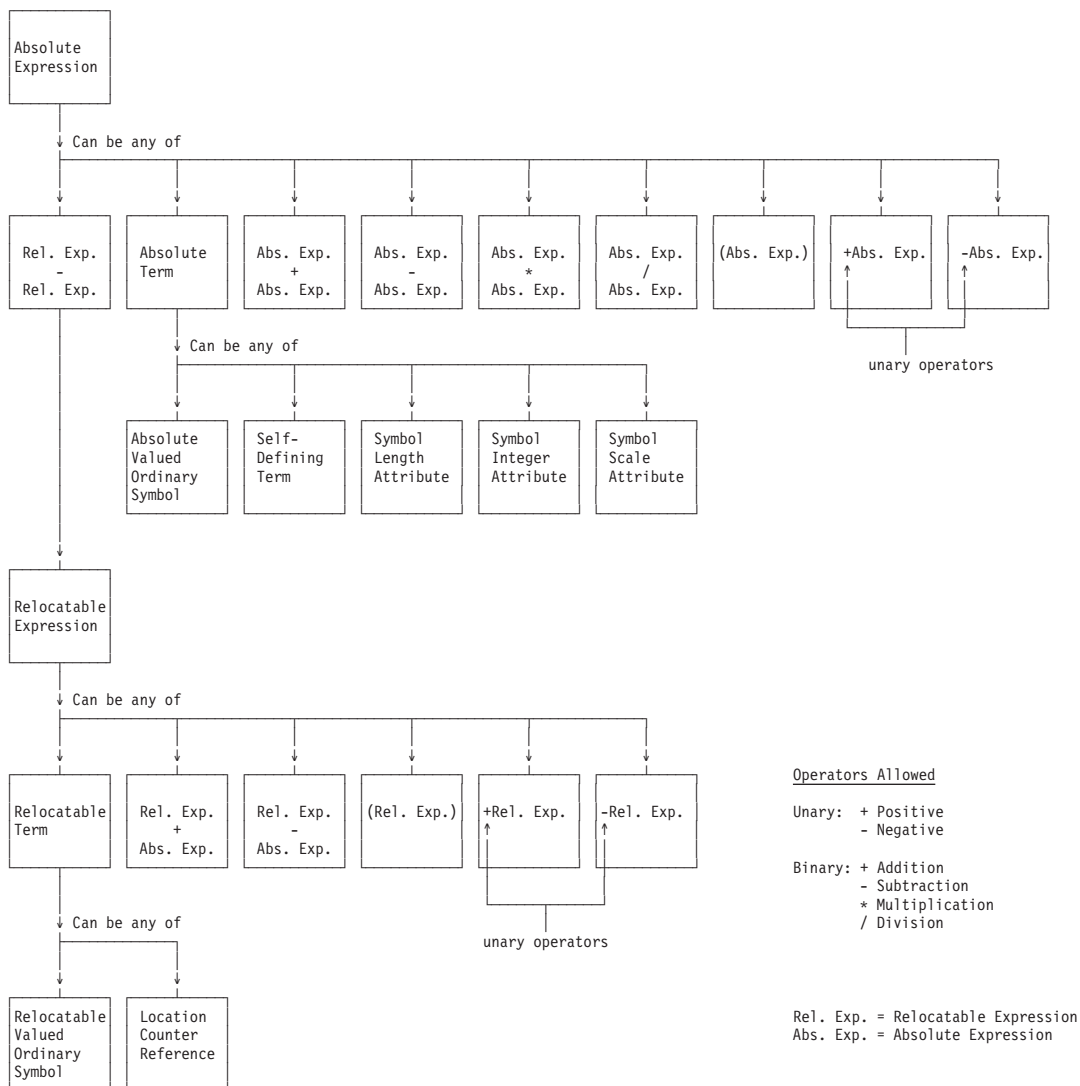 Absolute
Expression
Can be any of
Rel. Exp.
-
Rel. Exp.
Absolute
Term
Abs. Exp.
+
Abs. Exp.
Abs. Exp.
-
Abs. Exp.
Abs. Exp.
*
Abs. Exp.
Abs. Exp.
/
Abs. Exp.
(Abs. Exp.)
+Abs. Exp.
-Abs. Exp.
unary operators
Can be any of
Absolute
Valued
Ordinary
Symbol
Self-
Defining
Term
Symbol
Length
Attribute
Symbol
Integer
Attribute
Symbol
Scale
Attribute
Relocatable
Expression
Can be any of
Relocatable
Term
Rel. Exp.
+
Abs. Exp.
Rel. Exp.
-
Abs. Exp.
(Rel. Exp.)
+Rel. Exp.
-Rel. Exp.
unary operators
Can be any of
Relocatable
Valued
Ordinary
Symbol
Location
Counter
Reference
Operators Allowed
Unary: + Positive
- Negative
Binary: + Addition
- Subtraction
* Multiplication
/ Division
Rel. Exp. = Relocatable Expression
Abs. Exp. = Absolute Expression